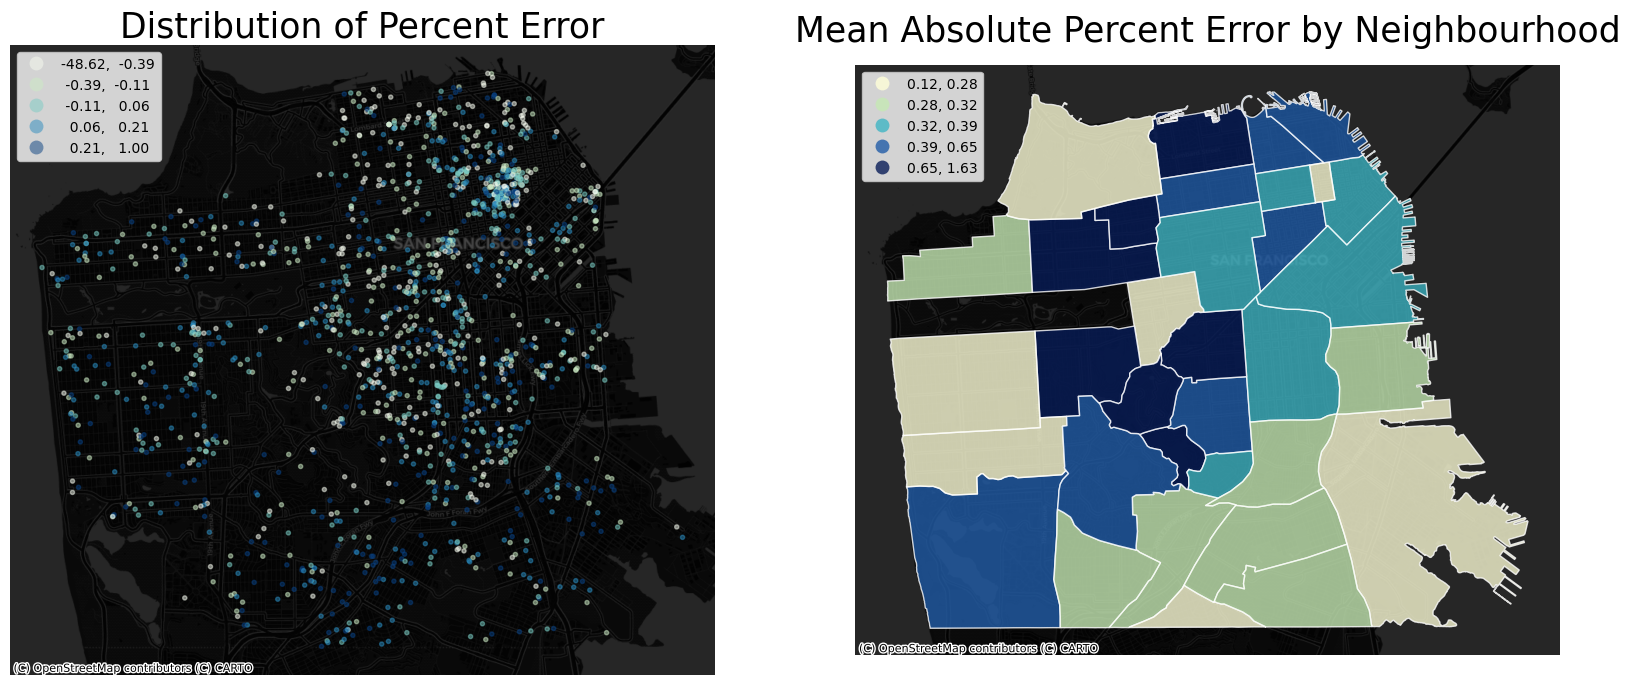 Distribution of Percent Error
-48.62, -0.39
-0.39, -0.11
-0.11, 0.06
0.06, 0.21
0.21, 1.00
SAN FRANCISCO
(C) OpenStreetMap contributors (C) CARTO
Mean Absolute Percent Error by Neighbourhood
0.12, 0.28
0.28, 0.32
0.32, 0.39
0.39, 0.65
0.65, 1.63
SAN FRANCISCO
(C) OpenStreetMap contributors (C) CARTO